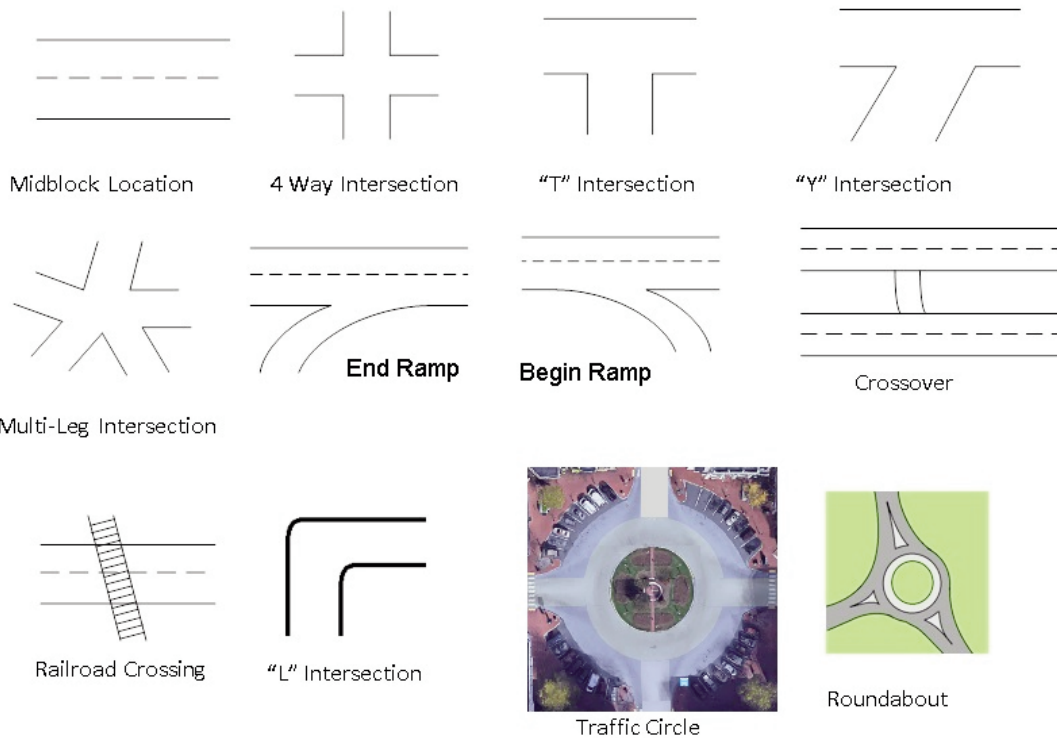 Midblock Location
4 Way Intersection
“T” Intersection
“Y” Intersection
End Ramp
Begin Ramp
Crossover
Multi-Leg Intersection
Railroad Crossing
“L” Intersection
Traffic Circle
Roundabout